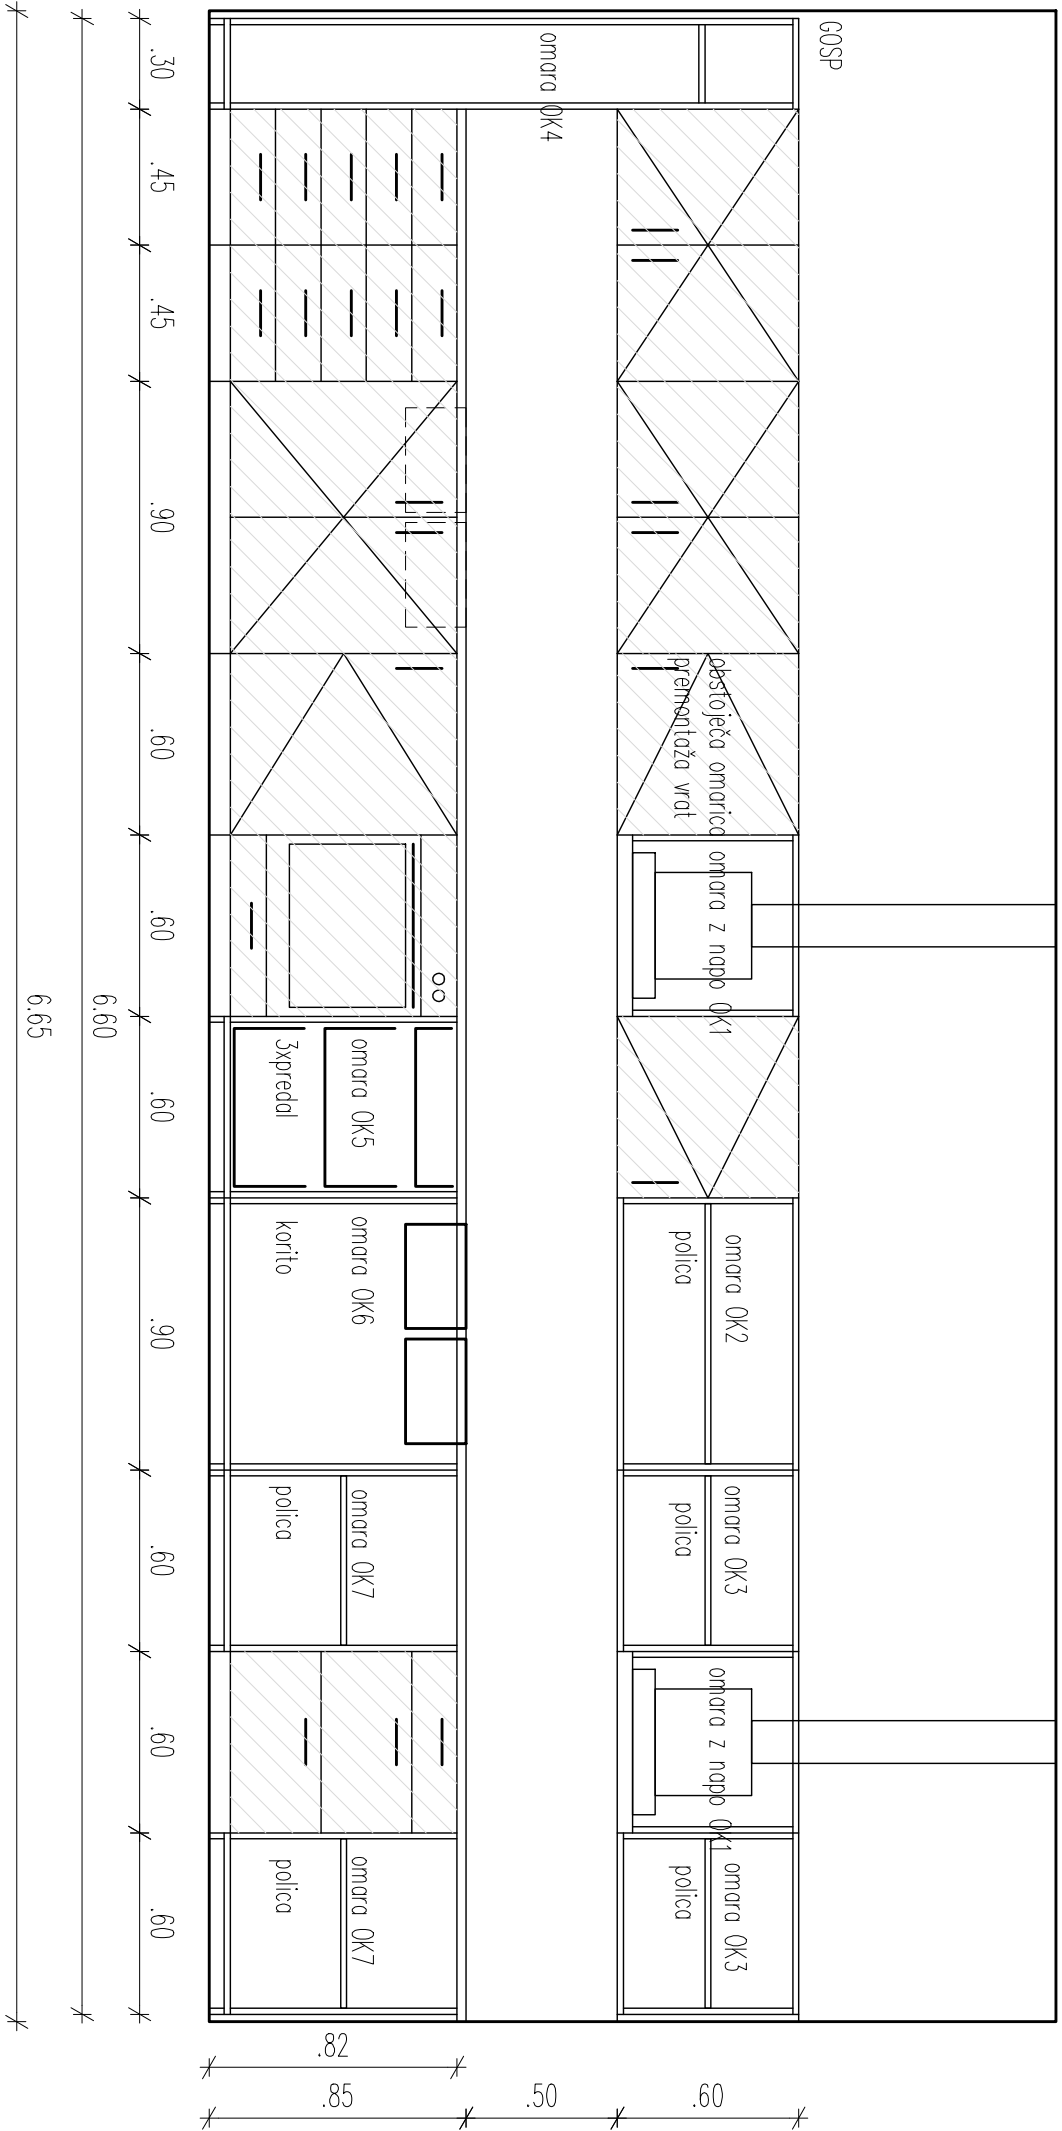 GOSP
omara OK4
obstoječa omarica
premontaža vrat
omara z napo OK1
omara OK2
polica
omara OK3
polica
omara z napo OK1
omara OK3
polica
omara OK5
3xpredal
omara OK6
korito
omara OK7
polica
omara OK7
polica
.30
.45
.45
.90
.60
.60
.60
.90
.60
.60
.60
6.60
6.65
.82
.85
.50
.60